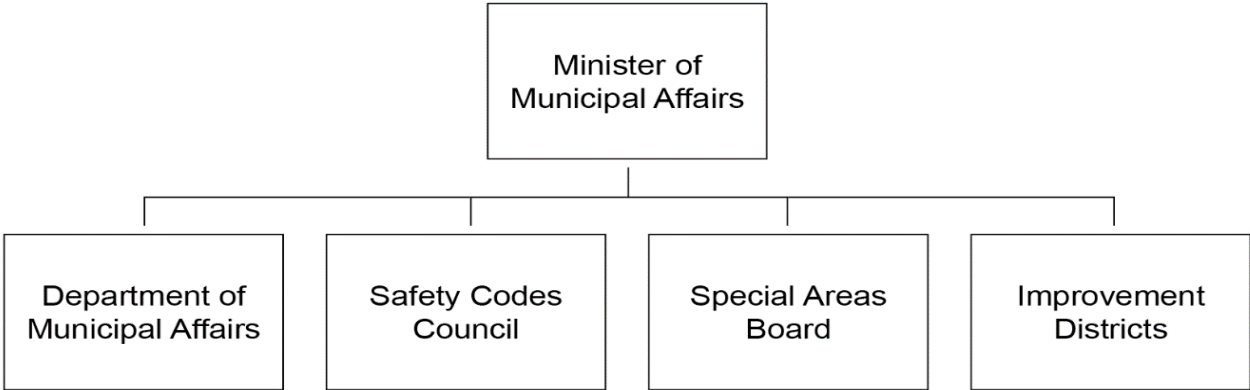 Minister of
Municipal Affairs
Department of
Municipal Affairs
Safety Codes
Council
Special Areas
Board
Improvement
Districts